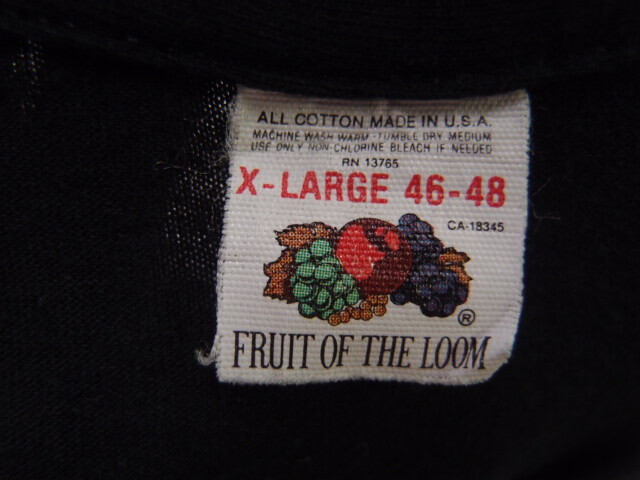 ALL COTTON MADE IN U.S.A.
MACHINE WASH WARM - TUMBLE DRY MEDIUM
USE ONLY NON-CHLORINE BLEACH IF NEEDED
RN 13765
X-LARGE 46-48
CA-18345
®
FRUIT OF THE LOOM